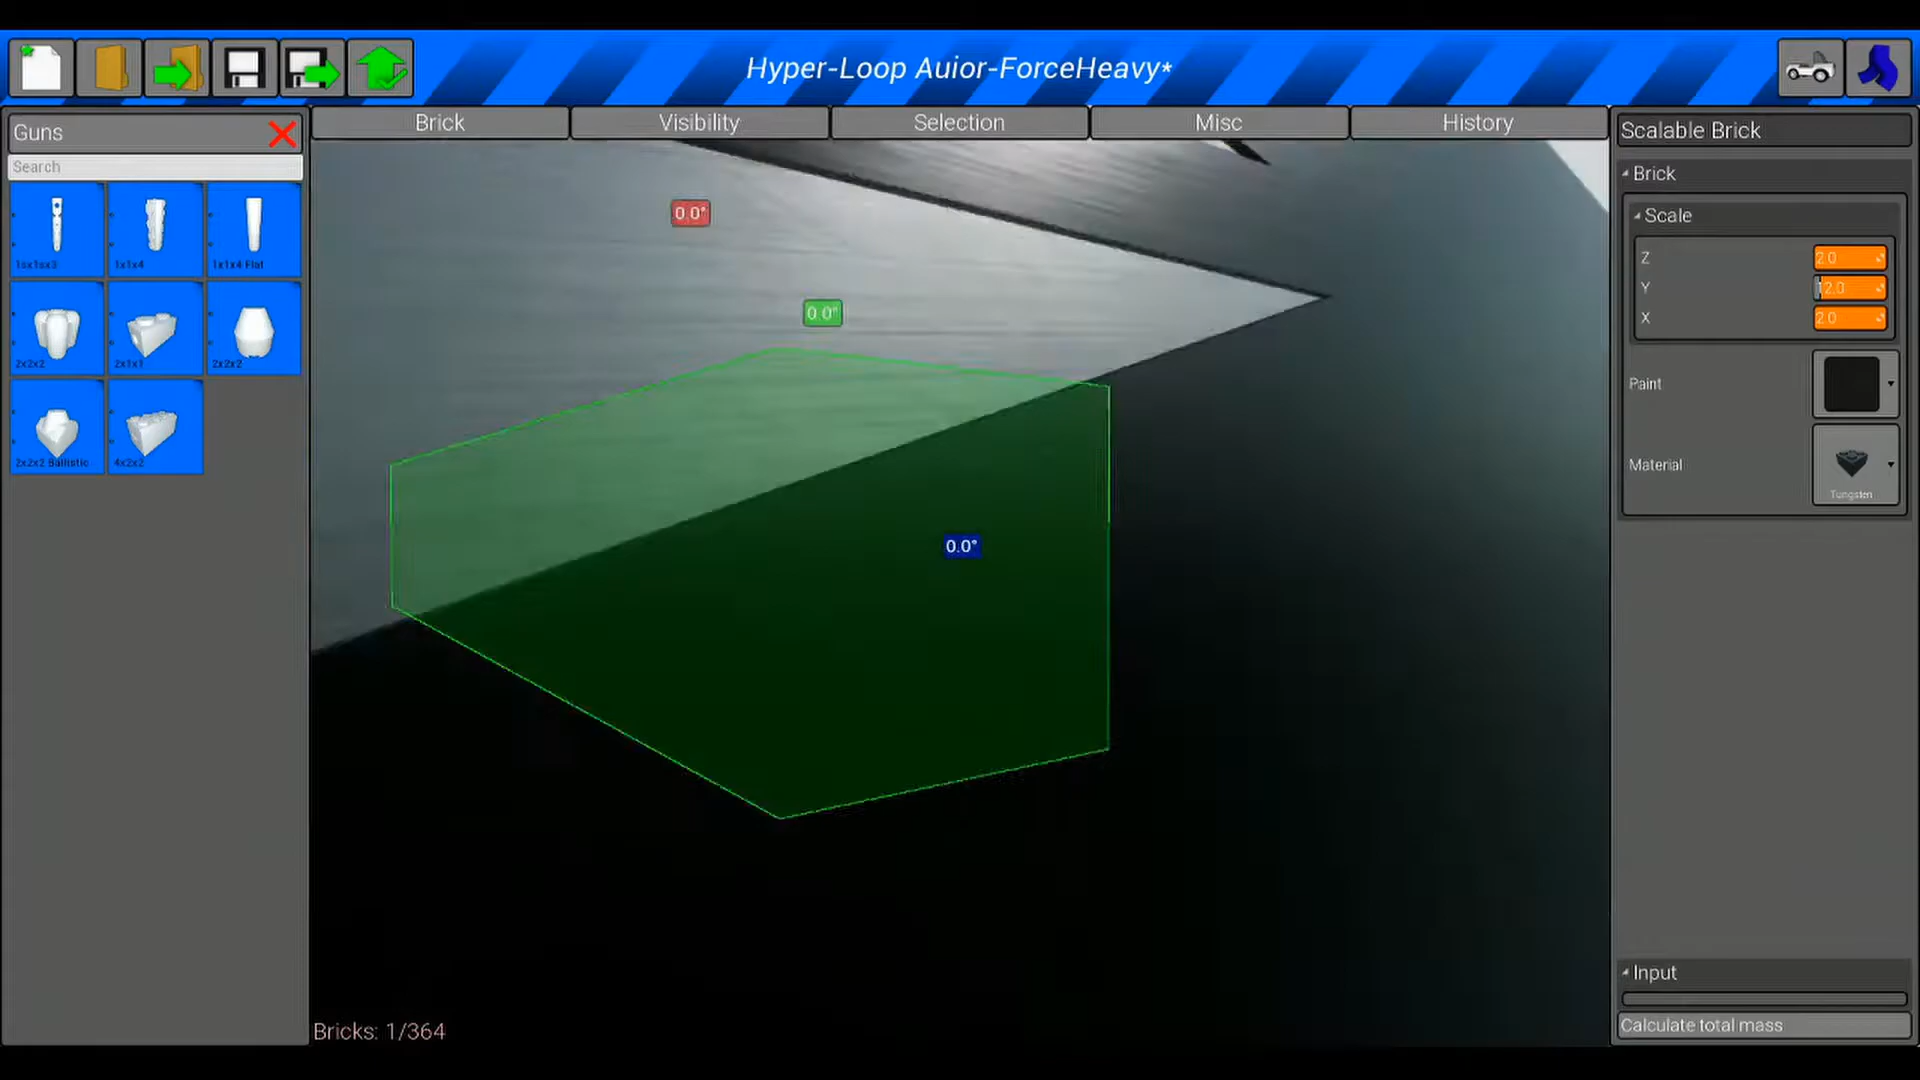 Hyper-Loop Auior-ForceHeavy*
Guns
Search
1sx1sx3
1x1x4
1x1x4 Flat
2x2x2
2x1x1
2x2x2
2x2x2 Ballistic
4x2x2
Brick
Visibility
Selection
Misc
History
0.0°
0.0°
0.0°
Bricks: 1/364
Scalable Brick
Brick
Scale
Z
2.0
Y
2.0
X
2.0
Paint
Material
Tungsten
Input
Calculate total mass